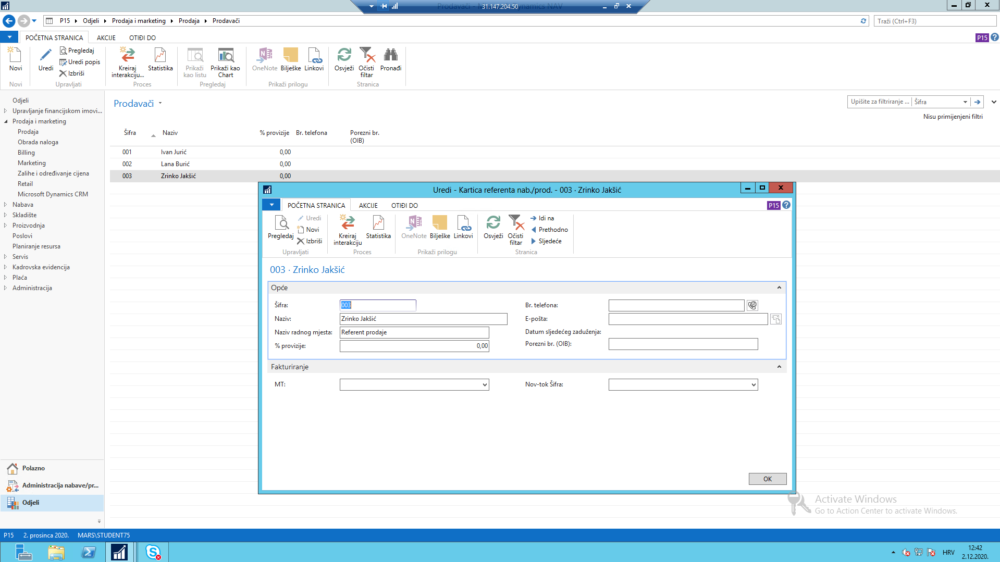 Prodavači - M 31.147.204.50 ynamics NAV
P15 Odjeli Prodaja i marketing Prodaja Prodavači
Traži (Ctrl+F3)
POČETNA STRANICA AKCIJE OTIĐI DO
P15
Novi
Uredi
Pregledaj
Uredi popis
Izbriši
Kreiraj interakciju...
Statistika
Prikaži kao listu
Prikaži kao Chart
OneNote
Bilješke
Linkovi
Osvježi
Očisti filtar
Pronađi
Novi Upravljati Proces Pregledaj Prikaži prilogu Stranica
Odjeli
Upravljanje financijskom imovi...
Prodaja i marketing
Prodaja
Obrada naloga
Billing
Marketing
Zalihe i određivanje cijena
Retail
Microsoft Dynamics CRM
Nabava
Skladište
Proizvodnja
Poslovi
Planiranje resursa
Servis
Kadrovska evidencija
Plaća
Administracija
Polazno
Administracija nabave/pr...
Odjeli
Prodavači
Upišite za filtriranje ... Šifra
Nisu primijenjeni filtri
Šifra Naziv % provizije Br. telefona Porezni br. (OIB)
001 Ivan Jurić 0,00
002 Lana Burić 0,00
003 Zrinko Jakšić 0,00
Uredi - Kartica referenta nab./prod. - 003 · Zrinko Jakšić
POČETNA STRANICA AKCIJE OTIĐI DO
P15
Pregledaj
Uredi
Novi
Izbriši
Kreiraj interakciju
Statistika
OneNote
Bilješke
Linkovi
Osvježi
Očisti filtar
Idi na
Prethodno
Sljedeće
Upravljati Proces Prikaži prilogu Stranica
003 · Zrinko Jakšić
Opće
Šifra: 003
Naziv: Zrinko Jakšić
Naziv radnog mjesta: Referent prodaje
% provizije: 0,00
Br. telefona:
E-pošta:
Datum sljedećeg zaduženja:
Porezni br. (OIB):
Fakturiranje
MT:
Nov-tok Šifra:
OK
Activate Windows
Go to Action Center to activate Windows.
P15 2. prosinca 2020. MARS\STUDENT75
HRV
12:42
2.12.2020.